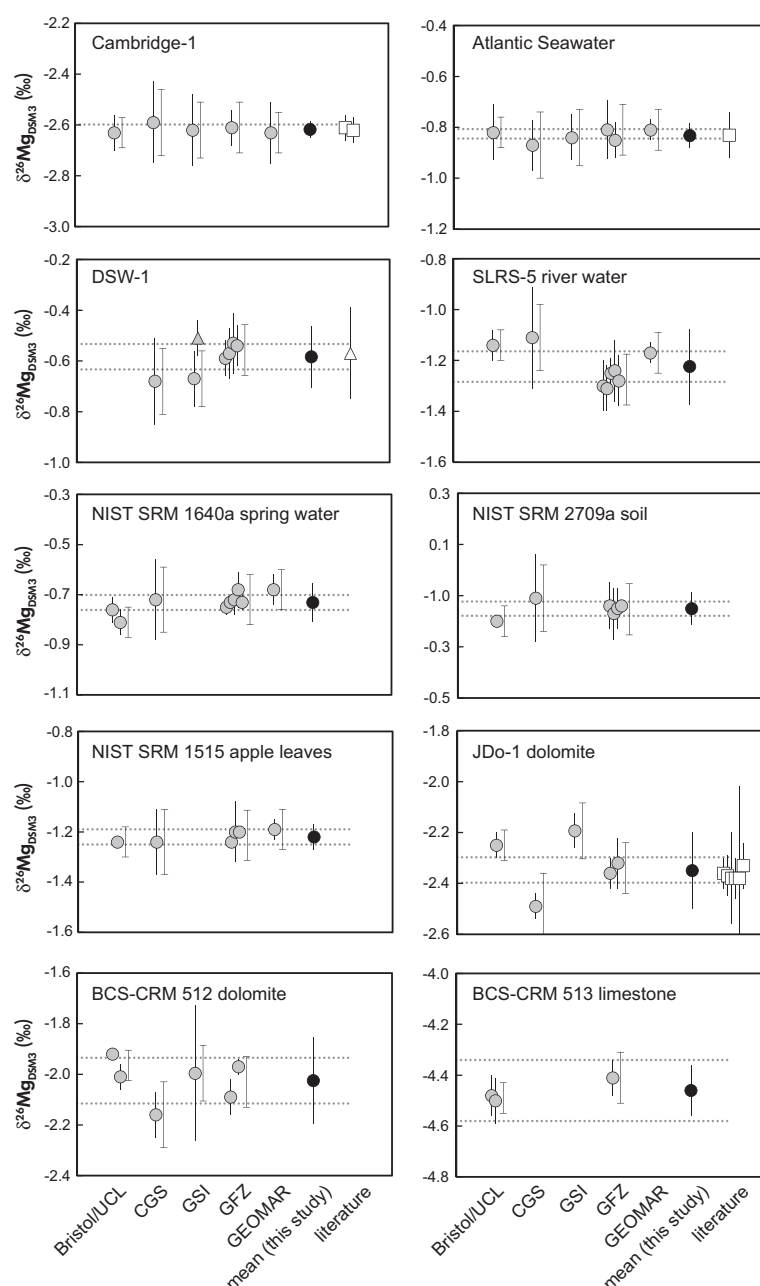 Cambridge-1
δ26MgDSM3 (‰)
-2.2
-2.4
-2.6
-2.8
-3.0
Atlantic Seawater
-0.4
-0.6
-0.8
-1.0
-1.2
DSW-1
δ26MgDSM3 (‰)
-0.2
-0.4
-0.6
-0.8
-1.0
SLRS-5 river water
-0.8
-1.0
-1.2
-1.4
-1.6
NIST SRM 1640a spring water
δ26MgDSM3 (‰)
-0.3
-0.5
-0.7
-0.9
-1.1
NIST SRM 2709a soil
0.3
0.1
-1.0
-0.3
-0.5
NIST SRM 1515 apple leaves
δ26MgDSM3 (‰)
-0.8
-1.0
-1.2
-1.4
-1.6
JDo-1 dolomite
-1.8
-2.0
-2.2
-2.4
-2.6
BCS-CRM 512 dolomite
δ26MgDSM3 (‰)
-1.6
-1.8
-2.0
-2.2
-2.4
BCS-CRM 513 limestone
-4.0
-4.2
-4.4
-4.6
-4.8
Bristol/UCL
CGS
GSI
GFZ
GEOMAR
mean (this study)
literature
Bristol/UCL
CGS
GSI
GFZ
GEOMAR
mean (this study)
literature